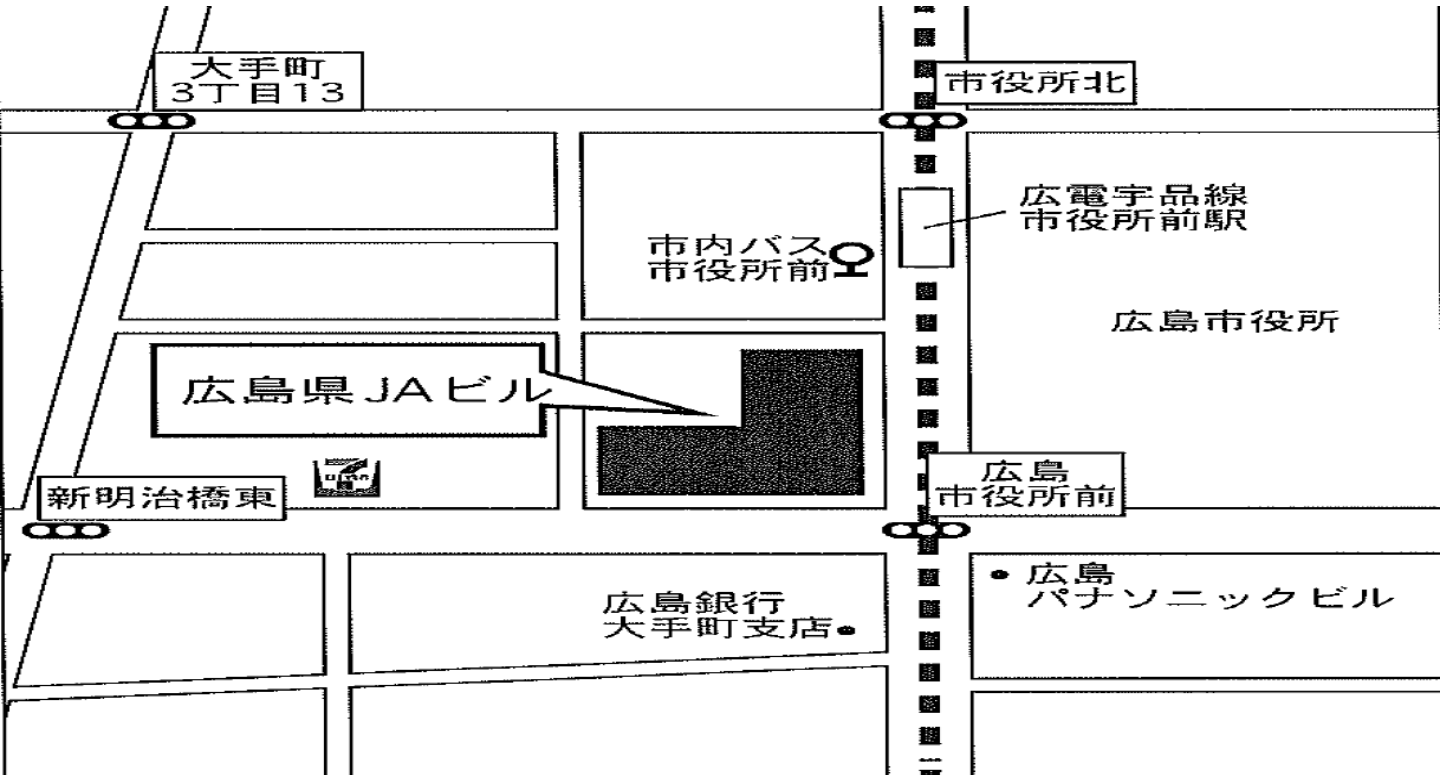 大手町
3丁目13
市役所北
広電宇品線
市役所前駅
市内バス
市役所前
広島市役所
広島県JAビル
新明治橋東
広島
市役所前
広島銀行
大手町支店
広島
パナソニックビル